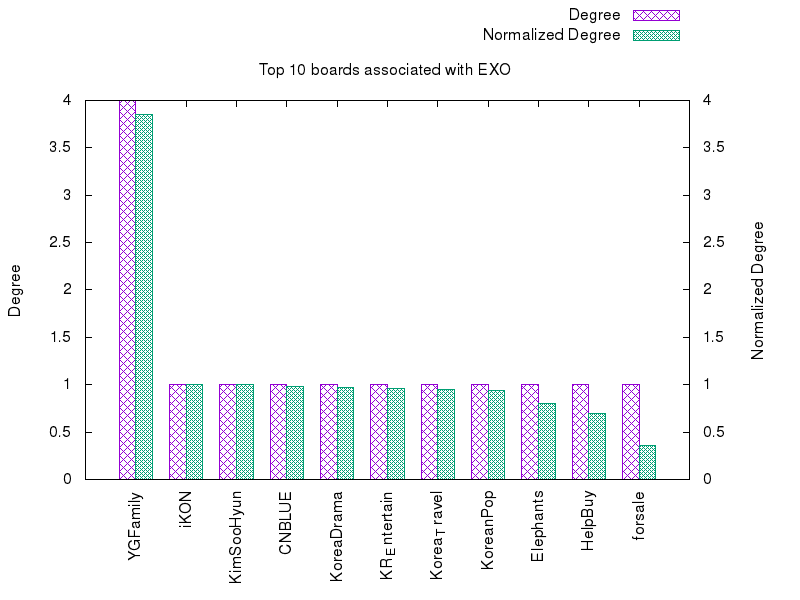 Degree
Normalized Degree
Top 10 boards associated with EXO
4 4
3.5 3.5
3 3
2.5 2.5
2 2
1.5 1.5
1 1
0.5 0.5
0 0
Degree
Normalized Degree
YGFamily
iKON
KimSooHyun
CNBLUE
KoreaDrama
KREntertain
KoreaTravel
KoreanPop
Elephants
HelpBuy
forsale